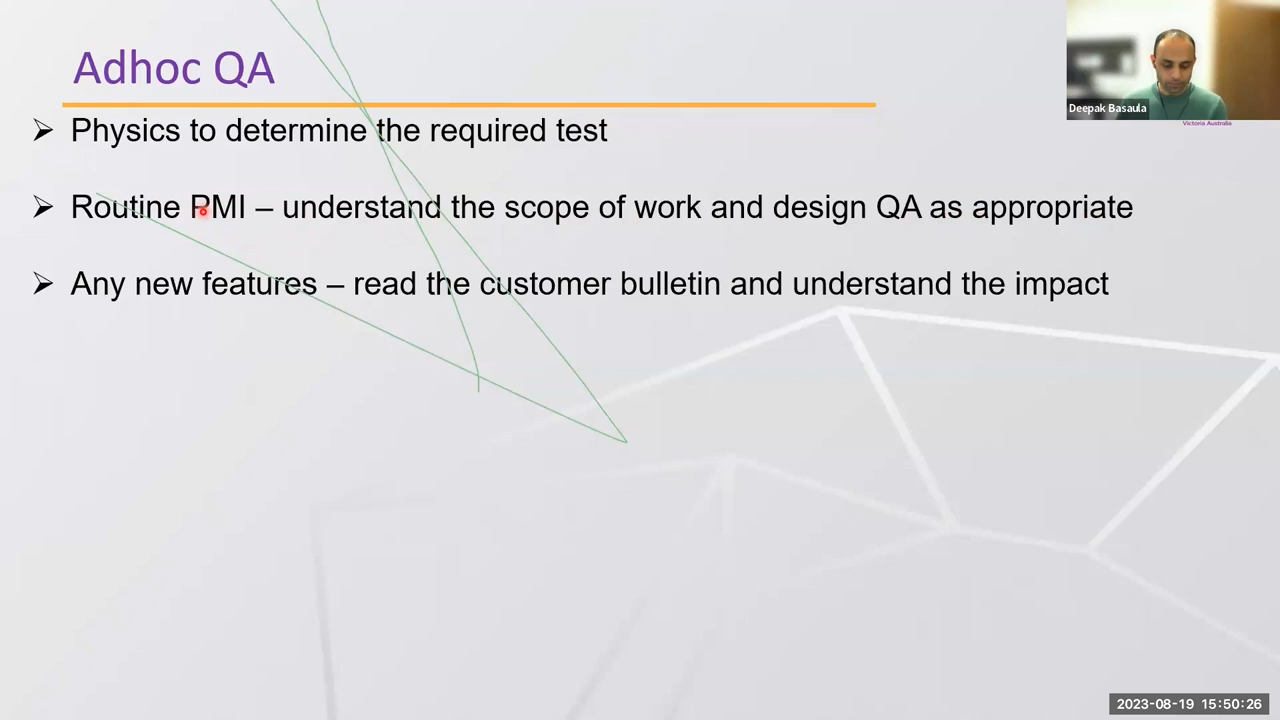 Adhoc QA
Deepak Basaula
Victoria Australia
➢ Physics to determine the required test
➢ Routine PMI – understand the scope of work and design QA as appropriate
➢ Any new features – read the customer bulletin and understand the impact
2023-08-19 15:50:26